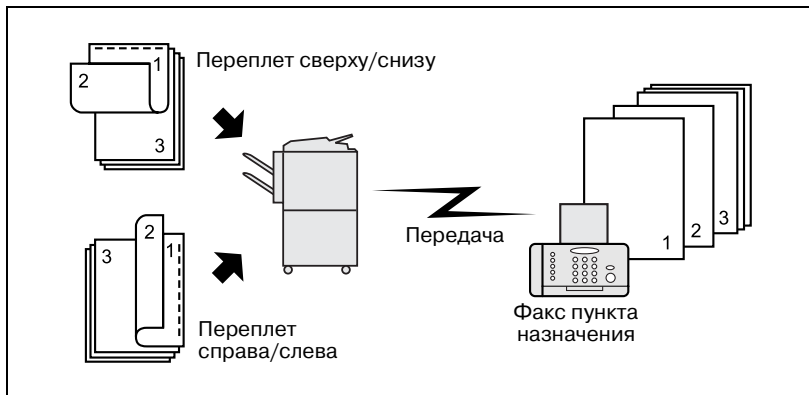 1
2
3
Переплет сверху/снизу
2
3
1
Переплет
справа/слева
Передача
1
2
3
Факс пункта
назначения